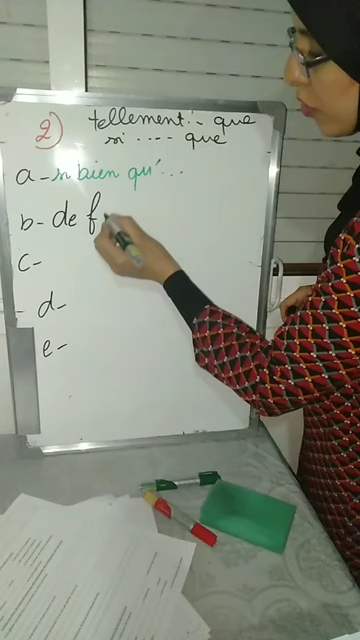 2) tellement... que
si .... que
a- si bien qu'...
b- de f
c-
d-
e-